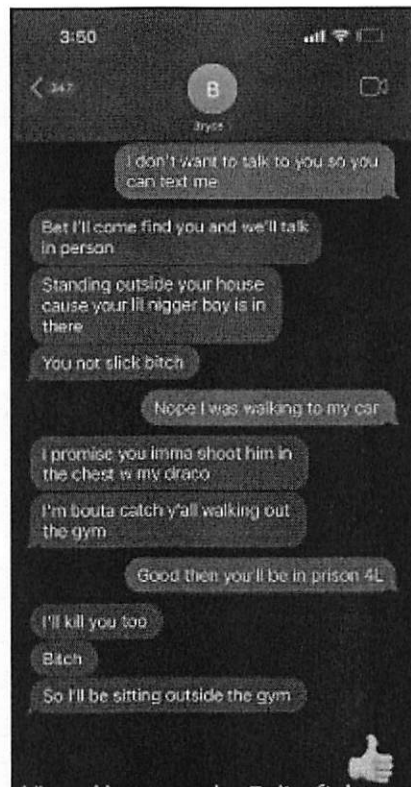 3:50
347
B
Bryce
I don't want to talk to you so you
can text me
Bet I'll come find you and we'll talk
in person
Standing outside your house
cause your lil nigger boy is in
there
You not slick bitch
Nope I was walking to my car
I promise you imma shoot him in
the chest w my draco
I'm bouta catch y'all walking out
the gym
Good then you'll be in prison 4L
I'll kill you too
Bitch
So I'll be sitting outside the gym